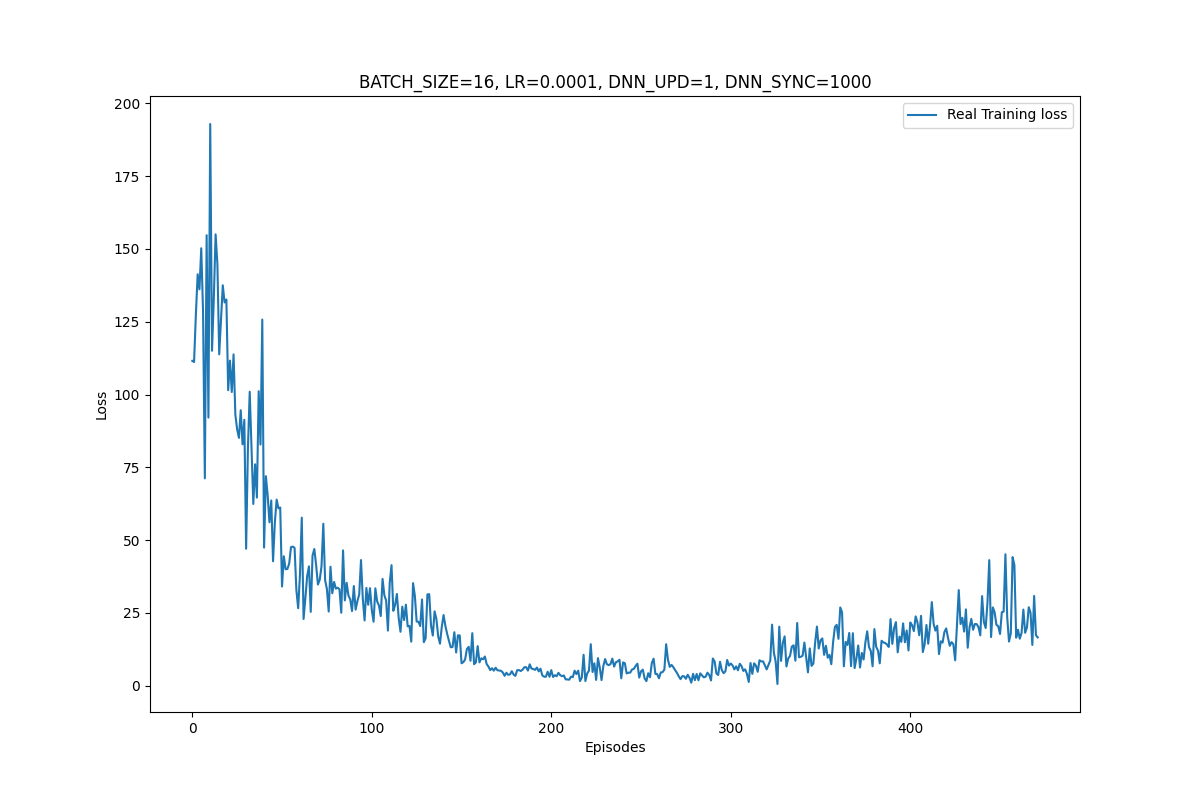 BATCH_SIZE=16, LR=0.0001, DNN_UPD=1, DNN_SYNC=1000
Real Training loss
200
175
150
125
100
75
50
25
0
Loss
0 100 200 300 400
Episodes